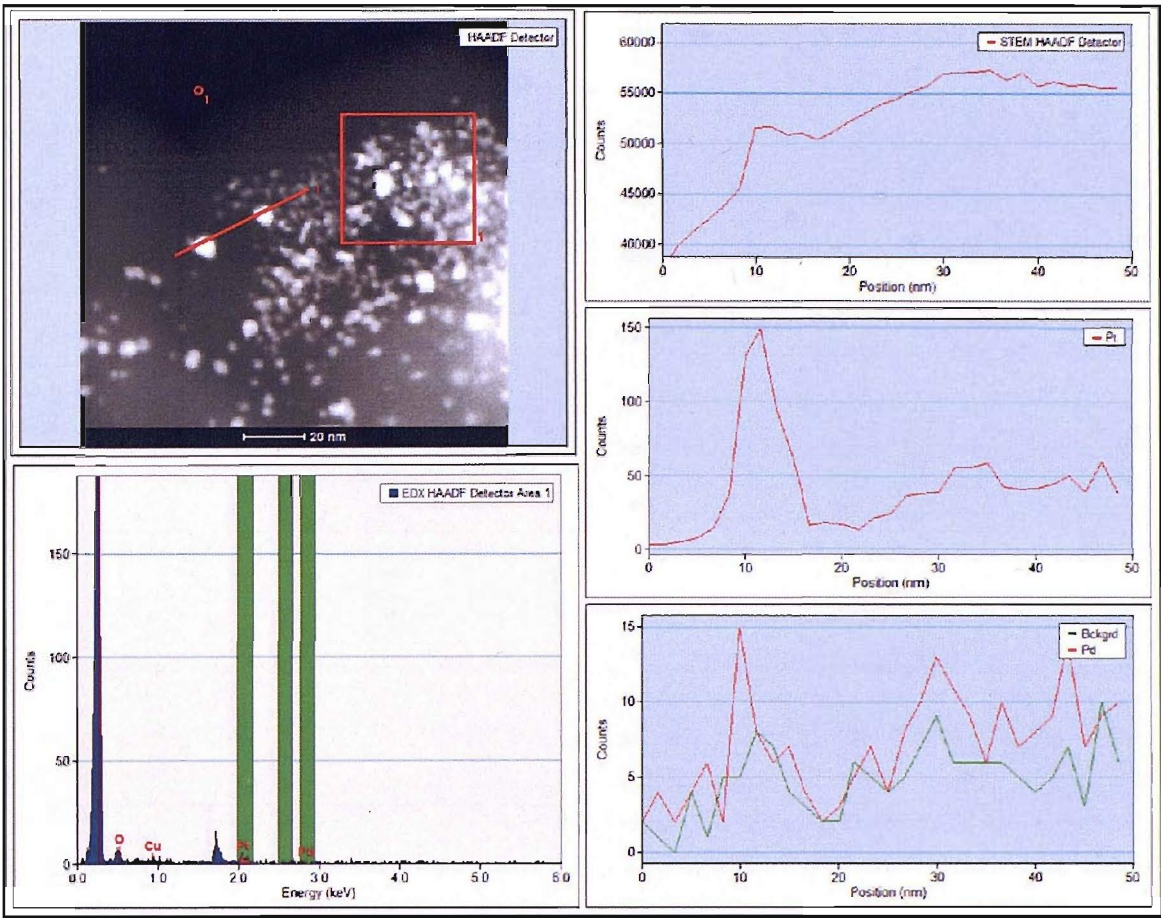 HAADF Detector
1
1
1
20 nm
EDX HAADF Detector Area 1
150
100
50
0
Counts
O
Cu
Pt
Pd
0.0 1.0 2.0 3.0 4.0 5.0 6.0
Energy (keV)
STEM HAADF Detector
60000
55000
50000
45000
40000
Counts
0 10 20 30 40 50
Position (nm)
Pt
150
100
50
0
Counts
0 10 20 30 40 50
Position (nm)
Bckgrd
Pd
15
10
5
0
Counts
0 10 20 30 40 50
Position (nm)